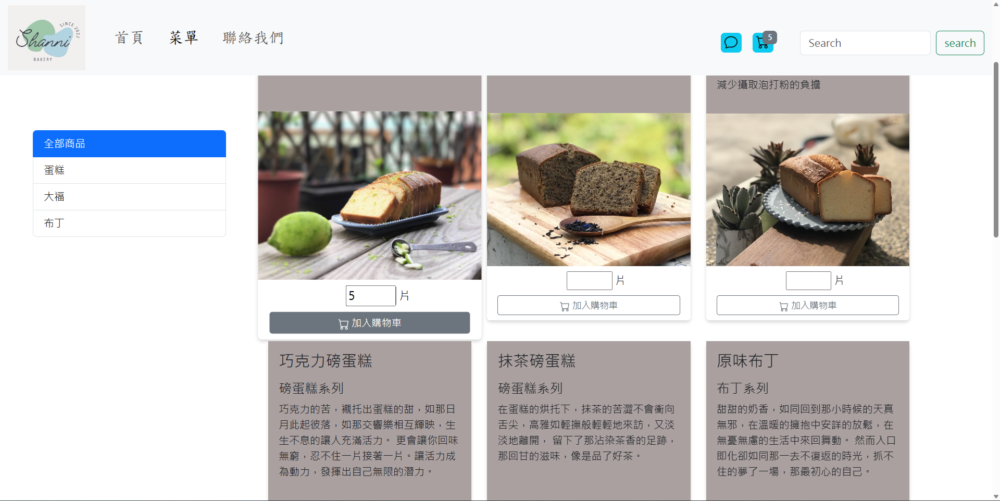 Shanni
SINCE 2022
BAKERY
首頁
菜單
聯絡我們
5
Search
search
全部商品
蛋糕
大福
布丁
減少攝取泡打粉的負擔
5 片
加入購物車
片
加入購物車
片
加入購物車
巧克力磅蛋糕
磅蛋糕系列
巧克力的苦，襯托出蛋糕的甜，如那日
月此起彼落，如那交響樂相互輝映，生
生不息的讓人充滿活力。 更會讓你回味
無窮，忍不住一片接著一片。讓活力成
為動力，發揮出自己無限的潛力。
抹茶磅蛋糕
磅蛋糕系列
在蛋糕的烘托下，抹茶的苦澀不會衝向
舌尖，高雅如輕撫般輕輕地來訪，又淡
淡地離開， 留下了那沾染茶香的足跡，
那回甘的滋味，像是品了好茶。
原味布丁
布丁系列
甜甜的奶香，如同回到那小時候的天真
無邪，在溫暖的擁抱中安詳的放鬆，在
無憂無慮的生活中來回舞動。 然而入口
即化卻如同那一去不復返的時光，抓不
住的夢了一場，那最初心的自己。